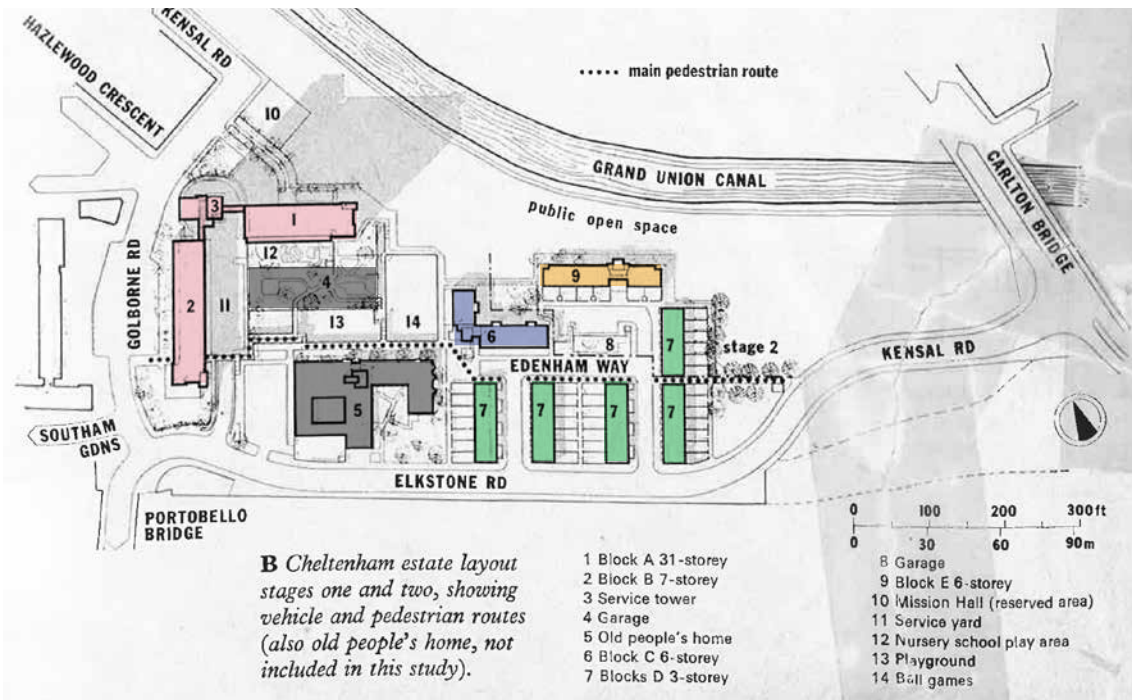 KENSAL RD
HAZLEWOOD CRESCENT
10
main pedestrian route
GRAND UNION CANAL
CARLTON BRIDGE
public open space
3
1
12
4
9
GOLBORNE RD
2
11
13
14
6
8
7
stage 2
KENSAL RD
EDENHAM WAY
5
7
7
7
7
SOUTHAM
GDNS
ELKSTONE RD
PORTOBELLO
BRIDGE
0 100 200 300 ft
0 30 60 90m
B Cheltenham estate layout
stages one and two, showing
vehicle and pedestrian routes
(also old people's home, not
included in this study).
1 Block A 31-storey
2 Block B 7-storey
3 Service tower
4 Garage
5 Old people's home
6 Block C 6-storey
7 Blocks D 3-storey
8 Garage
9 Block E 6-storey
10 Mission Hall (reserved area)
11 Service yard
12 Nursery school play area
13 Playground
14 Ball games